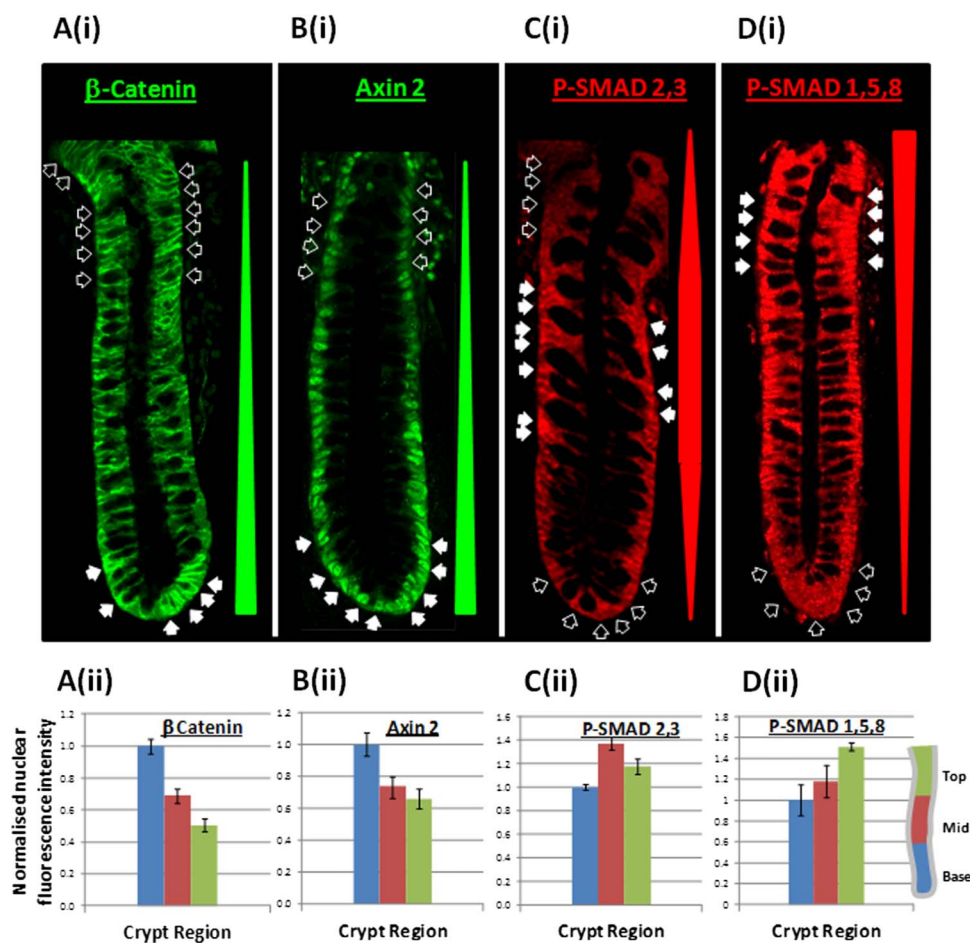 A(i) B(i) C(i) D(i)
β-Catenin Axin 2 P-SMAD 2,3 P-SMAD 1,5,8
A(ii) B(ii) C(ii) D(ii)
Normalised nuclear
fluorescence intensity
β Catenin
1.2
1.0
0.8
0.6
0.4
0.2
0.0
Crypt Region
Axin 2
1.2
1.0
0.8
0.6
0.4
0.2
0.0
Crypt Region
P-SMAD 2,3
1.6
1.4
1.2
1.0
0.8
0.6
0.4
0.2
0.0
Crypt Region
P-SMAD 1,5,8
1.8
1.6
1.4
1.2
1
0.8
0.6
0.4
0.2
0
Crypt Region
Top
Mid
Base